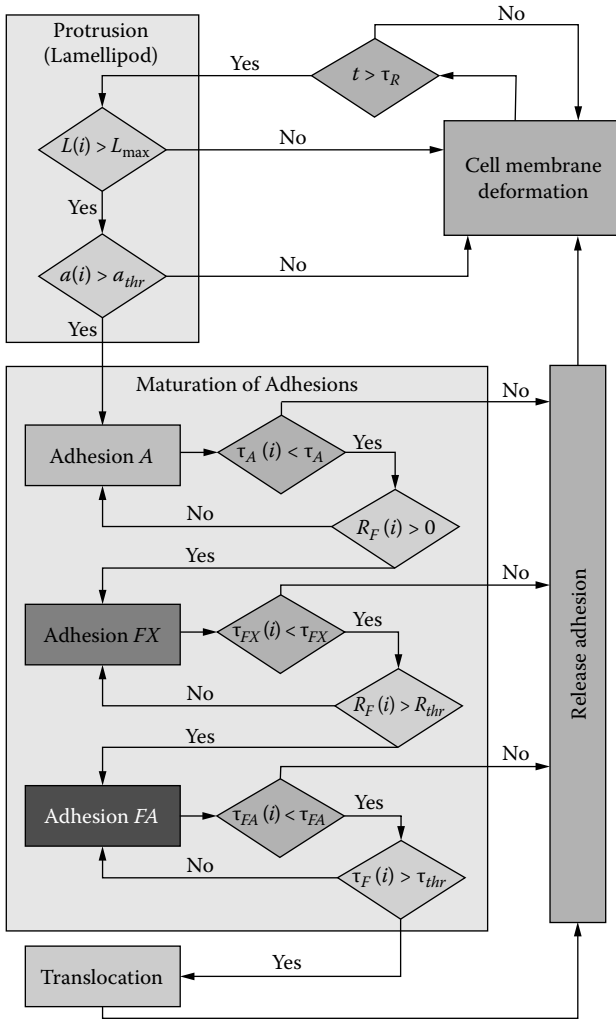 No
Protrusion
(Lamellipod)
Yes
t > τ_R
L(i) > L_max
No
Cell membrane
deformation
Yes
a(i) > a_thr
No
Yes
Maturation of Adhesions
No
Adhesion A
τ_A (i) < τ_A
Yes
No
R_F (i) > 0
Yes
No
Adhesion FX
τ_FX (i) < τ_FX
Yes
No
R_F (i) > R_thr
Yes
No
Adhesion FA
τ_FA (i) < τ_FA
Yes
No
τ_F (i) > τ_thr
Release adhesion
Yes
Translocation